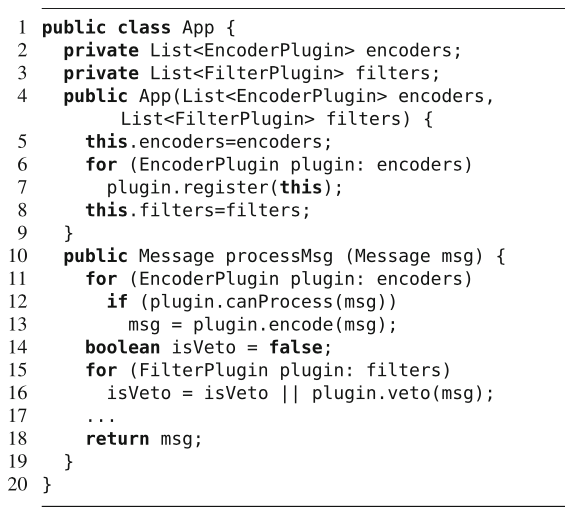 1 public class App {
2   private List<EncoderPlugin> encoders;
3   private List<FilterPlugin> filters;
4   public App(List<EncoderPlugin> encoders,
        List<FilterPlugin> filters) {
5     this.encoders=encoders;
6     for (EncoderPlugin plugin: encoders)
7       plugin.register(this);
8     this.filters=filters;
9   }
10   public Message processMsg (Message msg) {
11     for (EncoderPlugin plugin: encoders)
12       if (plugin.canProcess(msg))
13         msg = plugin.encode(msg);
14     boolean isVeto = false;
15     for (FilterPlugin plugin: filters)
16       isVeto = isVeto || plugin.veto(msg);
17     ...
18     return msg;
19   }
20 }